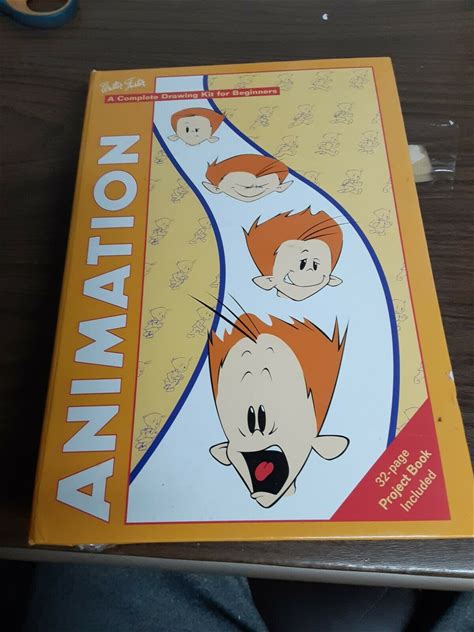 Walter Foster
A Complete Drawing Kit for Beginners
ANIMATION
32-page
Project Book
Included